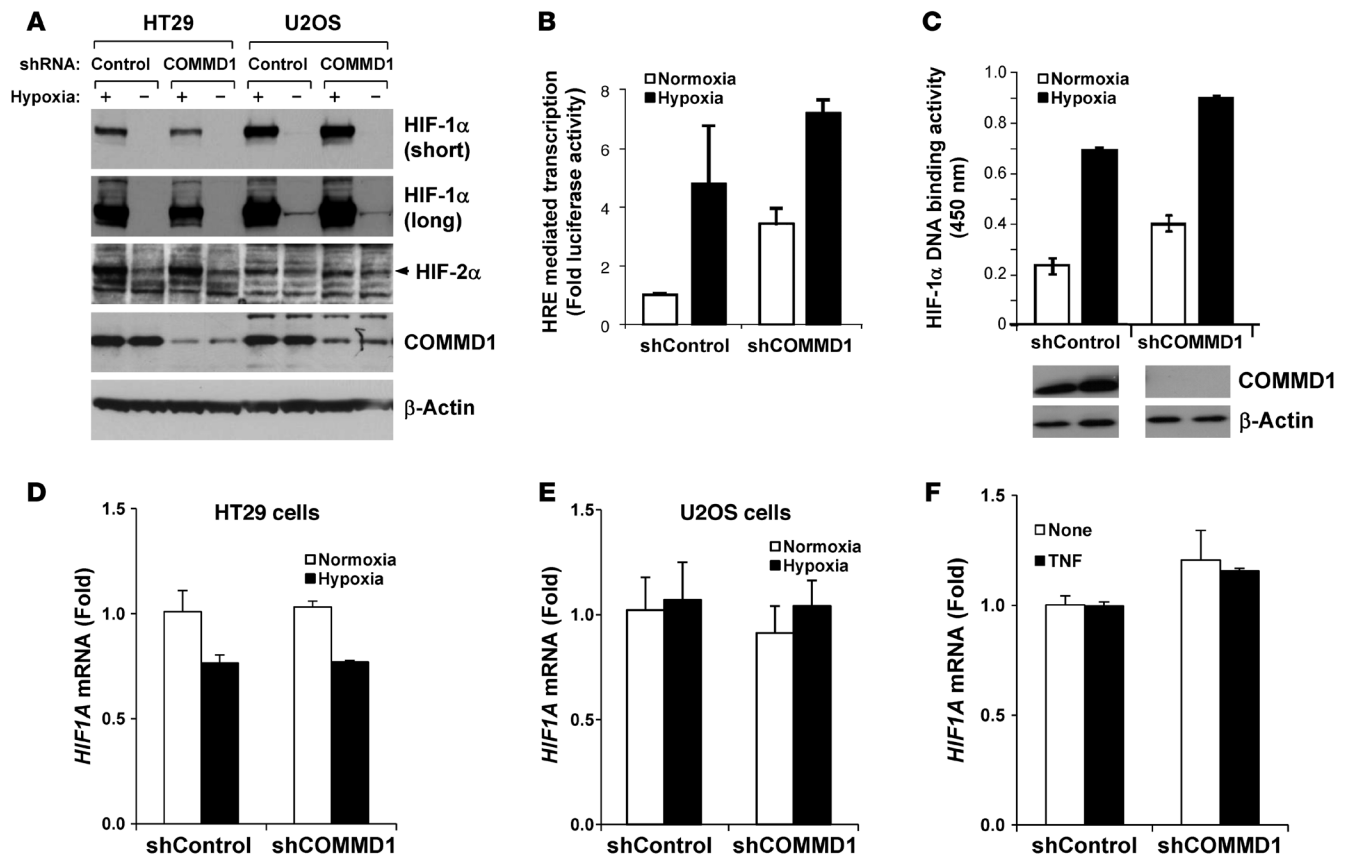 A
HT29 U2OS
shRNA: Control COMMD1 Control COMMD1
Hypoxia: + − + − + − + −
HIF-1α
(short)
HIF-1α
(long)
HIF-2α
COMMD1
β-Actin
B
HRE mediated transcription
(Fold luciferase activity)
Normoxia
Hypoxia
8
6
4
2
0
shControl shCOMMD1
C
HIF-1α DNA binding activity
(450 nm)
Normoxia
Hypoxia
1.0
0.8
0.6
0.4
0.2
0
shControl shCOMMD1
COMMD1
β-Actin
D
HIF1A mRNA (Fold)
HT29 cells
Normoxia
Hypoxia
1.5
1.0
0.5
0.0
shControl shCOMMD1
E
HIF1A mRNA (Fold)
U2OS cells
Normoxia
Hypoxia
1.5
1.0
0.5
0.0
shControl shCOMMD1
F
HIF1A mRNA (Fold)
None
TNF
1.5
1.0
0.5
0.0
shControl shCOMMD1